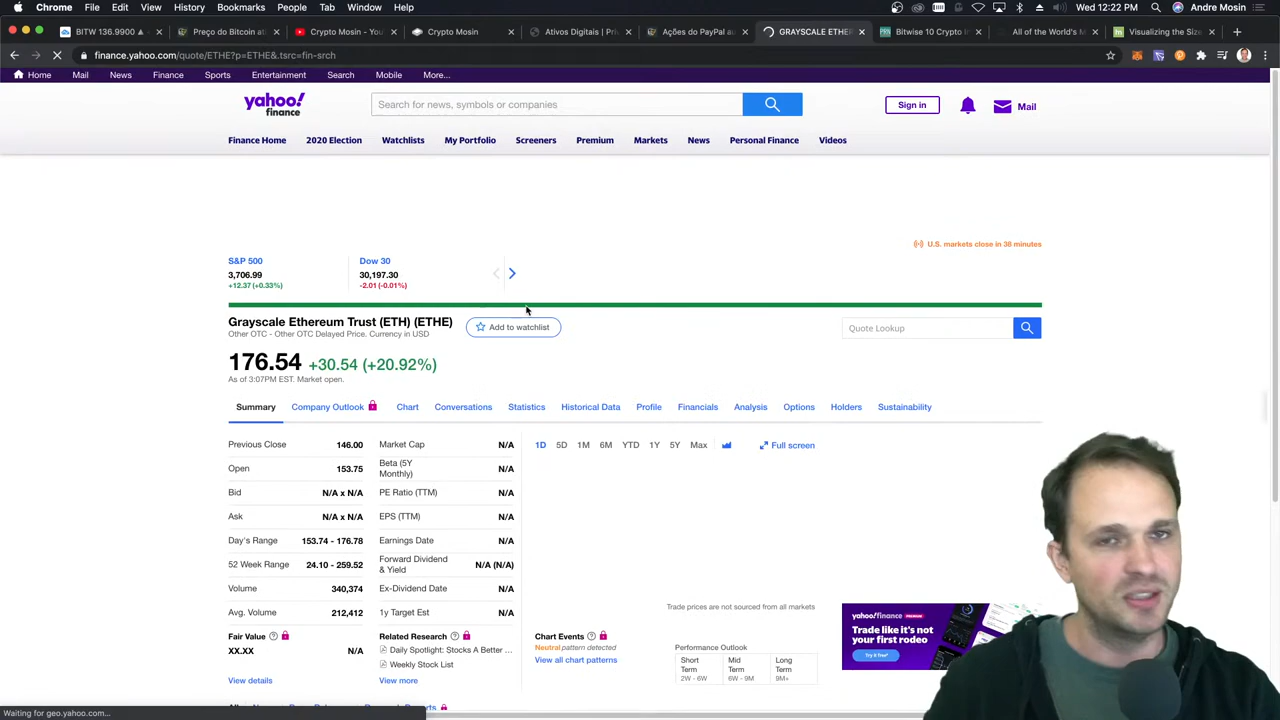 Chrome File Edit View History Bookmarks People Tab Window Help Wed 12:22 PM Andre Mosin
BITW 136.9900 ▲ Preço do Bitcoin at Crypto Mosin - You Crypto Mosin Ativos Digitais | Pri Ações do PayPal au GRAYSCALE ETHER Bitwise 10 Crypto I All of the World's M Visualizing the Siz
finance.yahoo.com/quote/ETHE?p=ETHE&.tsrc=fin-srch
Home Mail News Finance Sports Entertainment Search Mobile More...
yahoo! finance
Search for news, symbols or companies
Sign in Mail
Finance Home 2020 Election Watchlists My Portfolio Screeners Premium Markets News Personal Finance Videos
U.S. markets close in 38 minutes
S&P 500 Dow 30
3,706.99 30,197.30
+12.37 (+0.33%) -2.01 (-0.01%)
Grayscale Ethereum Trust (ETH) (ETHE)
Other OTC - Other OTC Delayed Price. Currency in USD
Add to watchlist
Quote Lookup
176.54 +30.54 (+20.92%)
As of 3:07PM EST. Market open.
Summary Company Outlook Chart Conversations Statistics Historical Data Profile Financials Analysis Options Holders Sustainability
Previous Close 146.00 Market Cap N/A
1D 5D 1M 6M YTD 1Y 5Y Max Full screen
Open 153.75 Beta (5Y Monthly) N/A
Bid N/A x N/A PE Ratio (TTM) N/A
Ask N/A x N/A EPS (TTM) N/A
Day's Range 153.74 - 176.78 Earnings Date N/A
52 Week Range 24.10 - 259.52 Forward Dividend & Yield N/A (N/A)
Volume 340,374 Ex-Dividend Date N/A
Avg. Volume 212,412 1y Target Est N/A
Trade prices are not sourced from all markets
Fair Value Related Research Chart Events
XX.XX N/A Daily Spotlight: Stocks A Better ...
Neutral pattern detected
Weekly Stock List
View all chart patterns
View details View more
Performance Outlook
Short Term 2W - 6W
Mid Term 6W - 9M
Long Term 9M+
yahoo!finance PREMIUM
Trade like it's not
your first rodeo
Try it free*
Waiting for geo.yahoo.com...